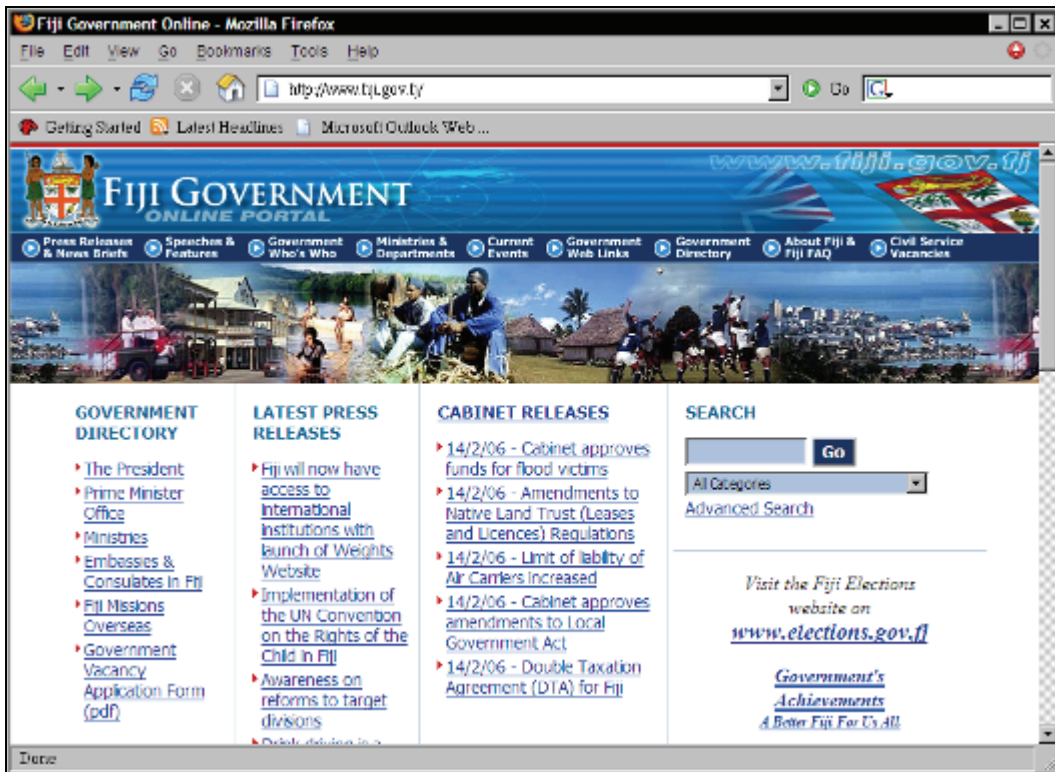 Fiji Government Online - Mozilla Firefox
File Edit View Go Bookmarks Tools Help
http://www.fiji.gov.fj/
Go
Getting Started Latest Headlines Microsoft Outlook Web ...
www.fiji.gov.fj
FIJI GOVERNMENT
ONLINE PORTAL
Press Releases & News Briefs
Speeches & Features
Government Who's Who
Ministries & Departments
Current Events
Government Web Links
Government Directory
About Fiji & Fiji FAQ
Civil Service Vacancies
GOVERNMENT
DIRECTORY
The President
Prime Minister
Office
Ministries
Embassies &
Consulates in Fiji
Fiji Missions
Overseas
Government
Vacancy
Application Form
(pdf)
LATEST PRESS
RELEASES
Fiji will now have
access to
international
institutions with
launch of Weights
Website
Implementation of
the UN Convention
on the Rights of the
Child in Fiji
Awareness on
reforms to target
divisions
Drink driving is a
CABINET RELEASES
14/2/06 - Cabinet approves
funds for flood victims
14/2/06 - Amendments to
Native Land Trust (Leases
and Licences) Regulations
14/2/06 - Limit of liability of
Air Carriers increased
14/2/06 - Cabinet approves
amendments to Local
Government Act
14/2/06 - Double Taxation
Agreement (DTA) for Fiji
SEARCH
Go
All Categories
Advanced Search
Visit the Fiji Elections
website on
www.elections.gov.fj
Government's
Achievements
A Better Fiji For Us All
Done